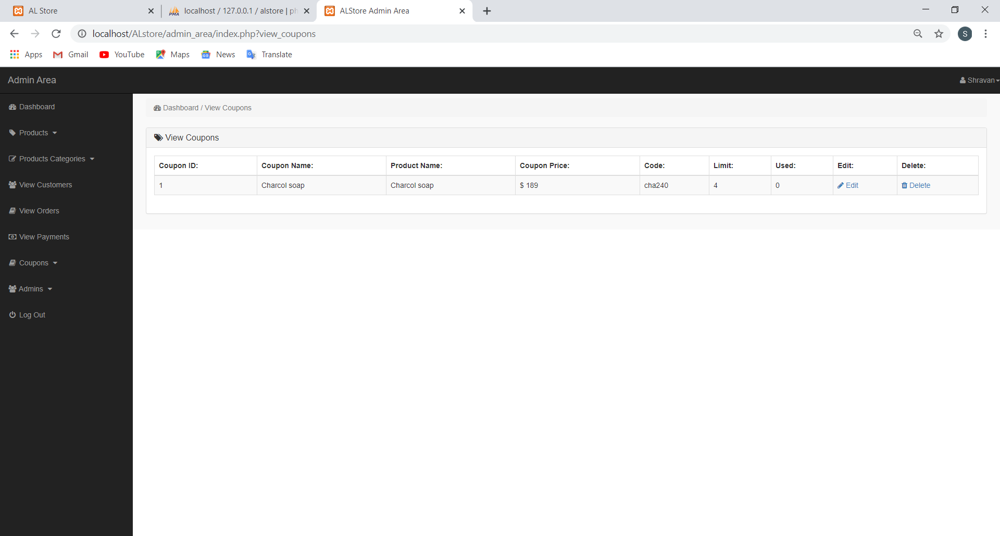 AL Store
localhost / 127.0.0.1 / alstore | ph
ALStore Admin Area
localhost/ALstore/admin_area/index.php?view_coupons
S
Apps Gmail YouTube Maps News Translate
Admin Area
Shravan
Dashboard
Products
Products Categories
View Customers
View Orders
View Payments
Coupons
Admins
Log Out
Dashboard / View Coupons
View Coupons
Coupon ID: Coupon Name: Product Name: Coupon Price: Code: Limit: Used: Edit: Delete:
1 Charcol soap Charcol soap $ 189 cha240 4 0 Edit Delete